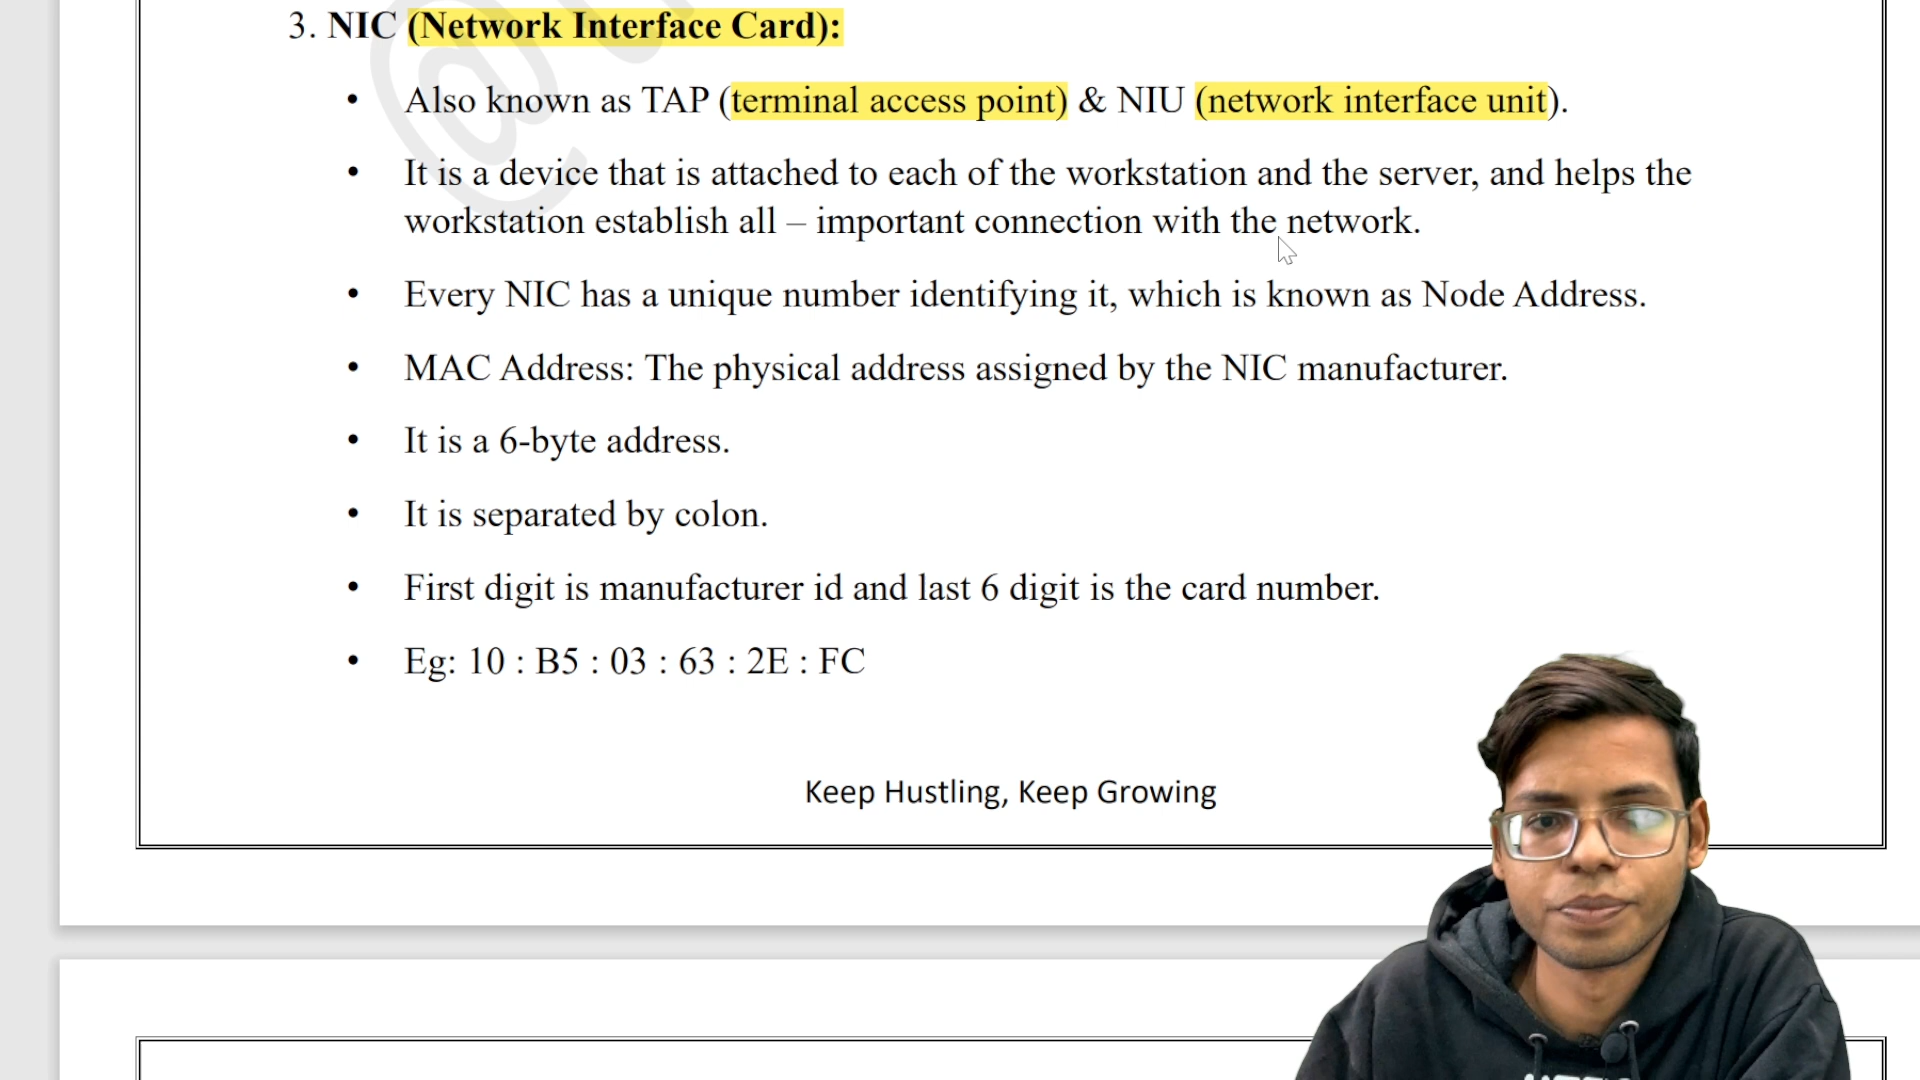 3. NIC (Network Interface Card):
• Also known as TAP (terminal access point) & NIU (network interface unit).
• It is a device that is attached to each of the workstation and the server, and helps the
workstation establish all – important connection with the network.
• Every NIC has a unique number identifying it, which is known as Node Address.
• MAC Address: The physical address assigned by the NIC manufacturer.
• It is a 6-byte address.
• It is separated by colon.
• First digit is manufacturer id and last 6 digit is the card number.
• Eg: 10 : B5 : 03 : 63 : 2E : FC
Keep Hustling, Keep Growing